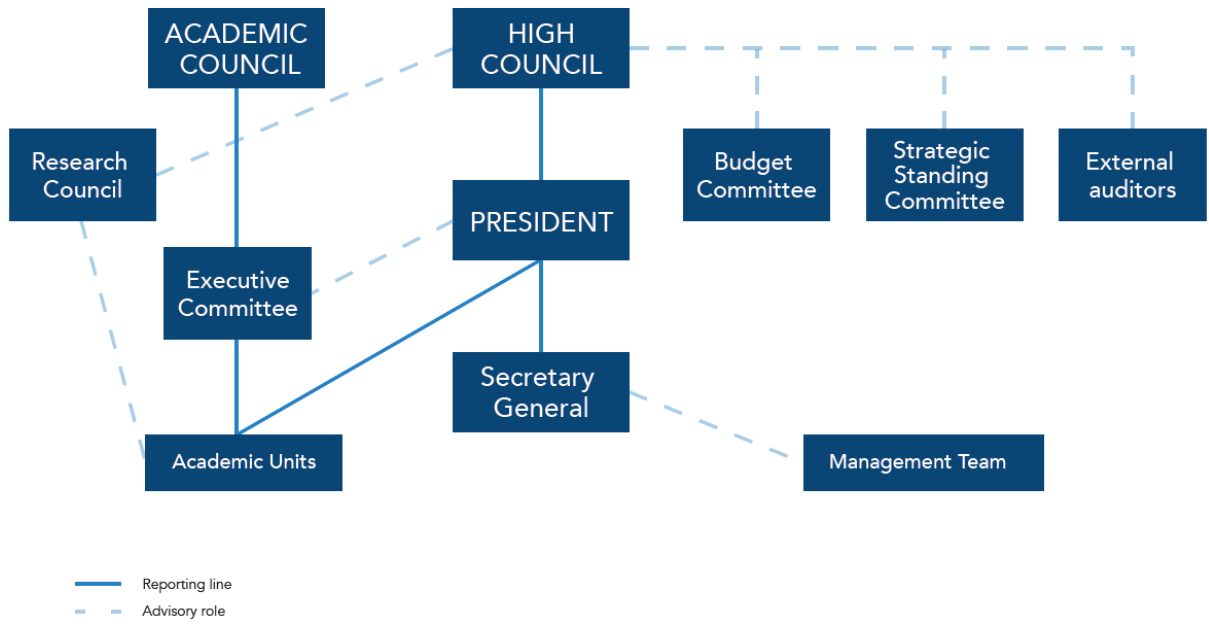 ACADEMIC
COUNCIL
HIGH
COUNCIL
Research
Council
Budget
Committee
Strategic
Standing
Committee
External
auditors
PRESIDENT
Executive
Committee
Secretary
General
Academic Units
Management Team
Reporting line
Advisory role